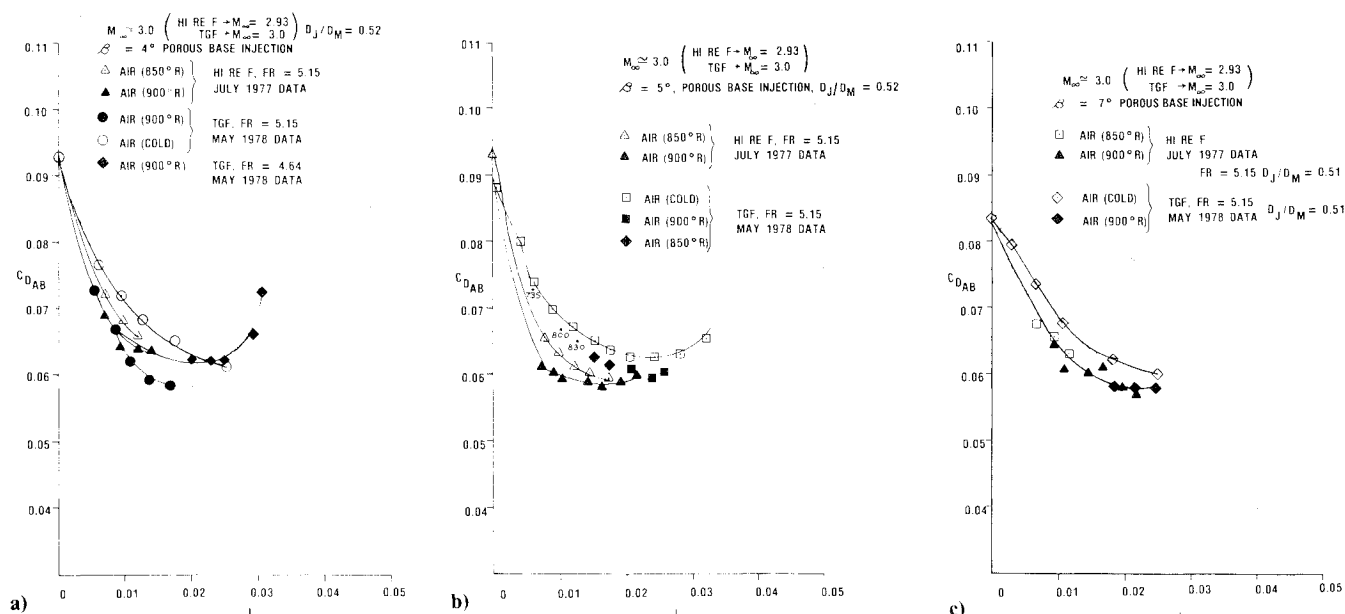 M∞ ≃ 3.0 ( HI RE F → M∞ = 2.93
TGF → M∞ = 3.0 ) DJ/DM = 0.52
β = 4° POROUS BASE INJECTION
△ AIR (850°R)
▲ AIR (900°R)
HI RE F, FR = 5.15
JULY 1977 DATA
● AIR (900°R)
○ AIR (COLD)
TGF, FR = 5.15
MAY 1978 DATA
◆ AIR (900°R)
TGF, FR = 4.64
MAY 1978 DATA
0.11
0.10
0.09
0.08
CDAB
0.07
0.06
0.05
0.04
0 0.01 0.02 0.03 0.04 0.05
a)
M∞ ≃ 3.0 ( HI RE F → M∞ = 2.93
TGF → M∞ = 3.0 )
β = 5°, POROUS BASE INJECTION, DJ/DM = 0.52
△ AIR (850°R)
▲ AIR (900°R)
HI RE F, FR = 5.15
JULY 1977 DATA
□ AIR (COLD)
■ AIR (900°R)
◆ AIR (850°R)
TGF, FR = 5.15
MAY 1978 DATA
0.11
0.10
0.09
0.08
CDAB
0.07
0.06
0.05
0.04
735
800
830
0 0.01 0.02 0.03 0.04 0.05
b)
M∞ ≃ 3.0 ( HI RE F → M∞ = 2.93
TGF → M∞ = 3.0 )
β = 7° POROUS BASE INJECTION
□ AIR (850°R)
▲ AIR (900°R)
HI RE F
JULY 1977 DATA
FR = 5.15 DJ/DM = 0.51
◇ AIR (COLD)
◆ AIR (900°R)
TGF, FR = 5.15
MAY 1978 DATA DJ/DM = 0.51
0.11
0.10
0.09
0.08
CDAB
0.07
0.06
0.05
0.04
0 0.01 0.02 0.03 0.04 0.05
c)